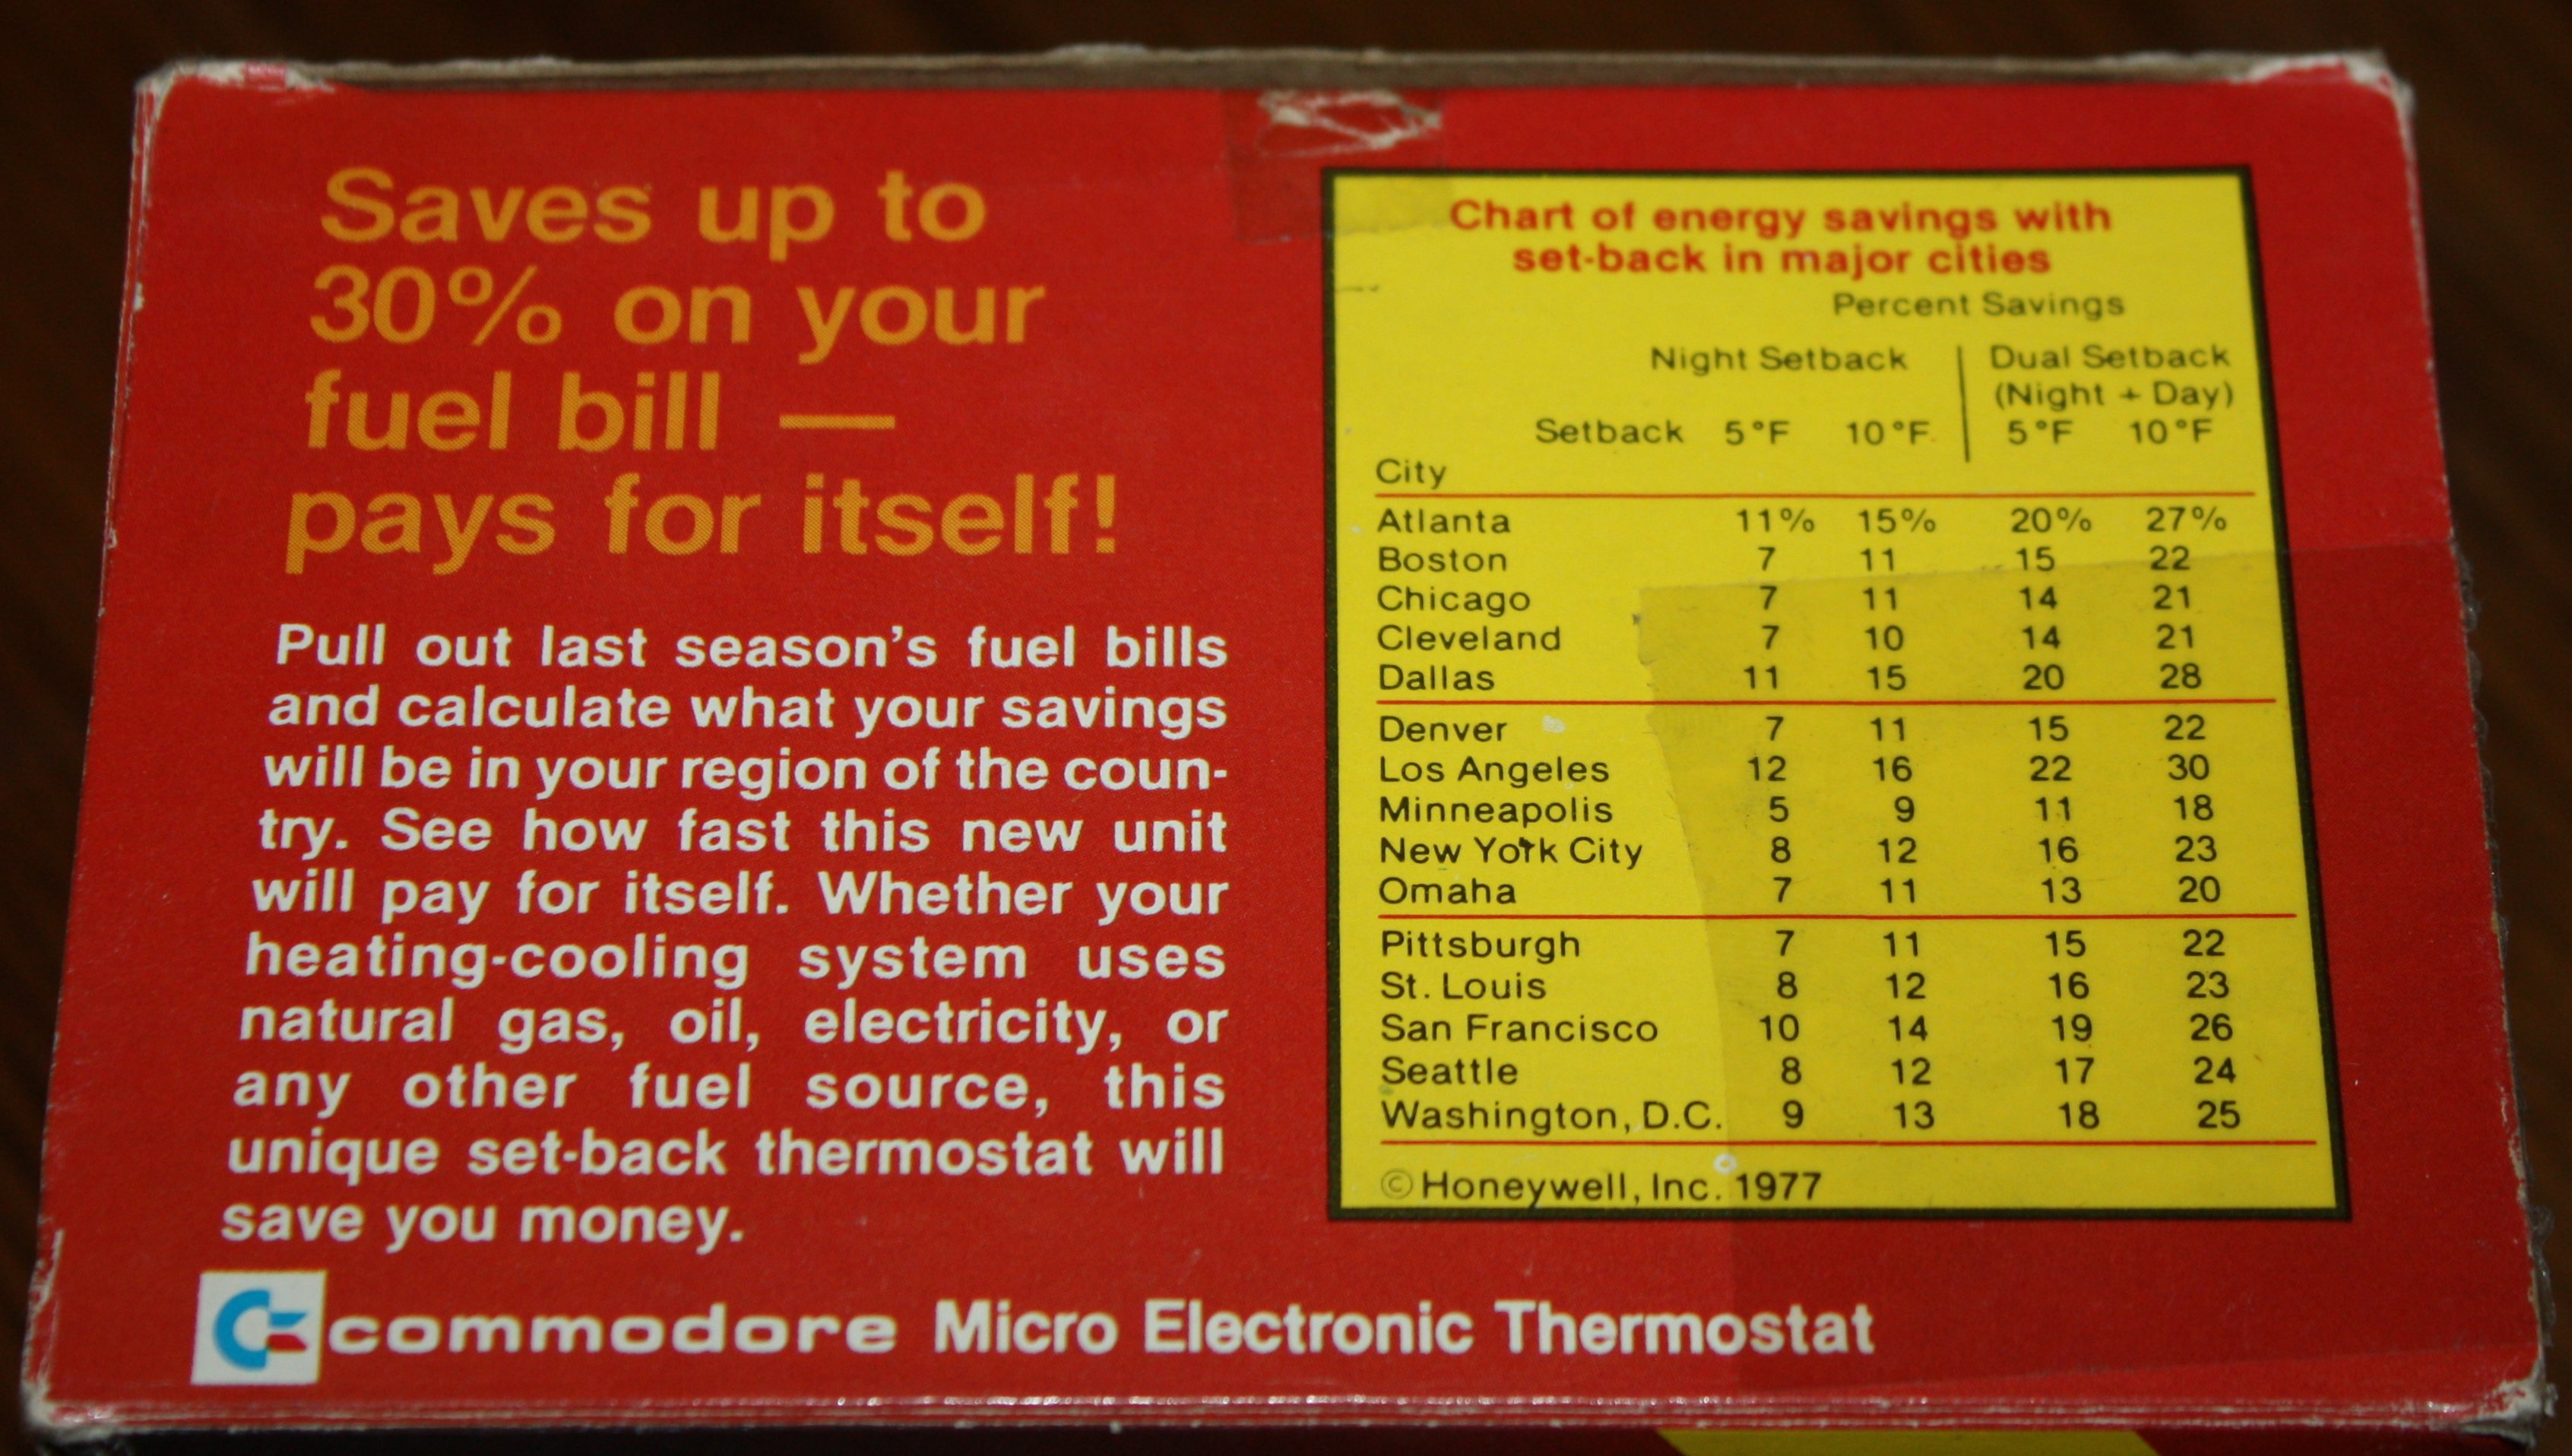 Saves up to
30% on your
fuel bill —
pays for itself!
Pull out last season's fuel bills
and calculate what your savings
will be in your region of the coun-
try. See how fast this new unit
will pay for itself. Whether your
heating-cooling system uses
natural gas, oil, electricity, or
any other fuel source, this
unique set-back thermostat will
save you money.
Chart of energy savings with
set-back in major cities
Percent Savings
Night Setback Dual Setback
(Night + Day)
Setback 5°F 10°F 5°F 10°F
City
Atlanta 11% 15% 20% 27%
Boston 7 11 15 22
Chicago 7 11 14 21
Cleveland 7 10 14 21
Dallas 11 15 20 28
Denver 7 11 15 22
Los Angeles 12 16 22 30
Minneapolis 5 9 11 18
New York City 8 12 16 23
Omaha 7 11 13 20
Pittsburgh 7 11 15 22
St. Louis 8 12 16 23
San Francisco 10 14 19 26
Seattle 8 12 17 24
Washington, D.C. 9 13 18 25
©Honeywell, Inc. 1977
commodore Micro Electronic Thermostat